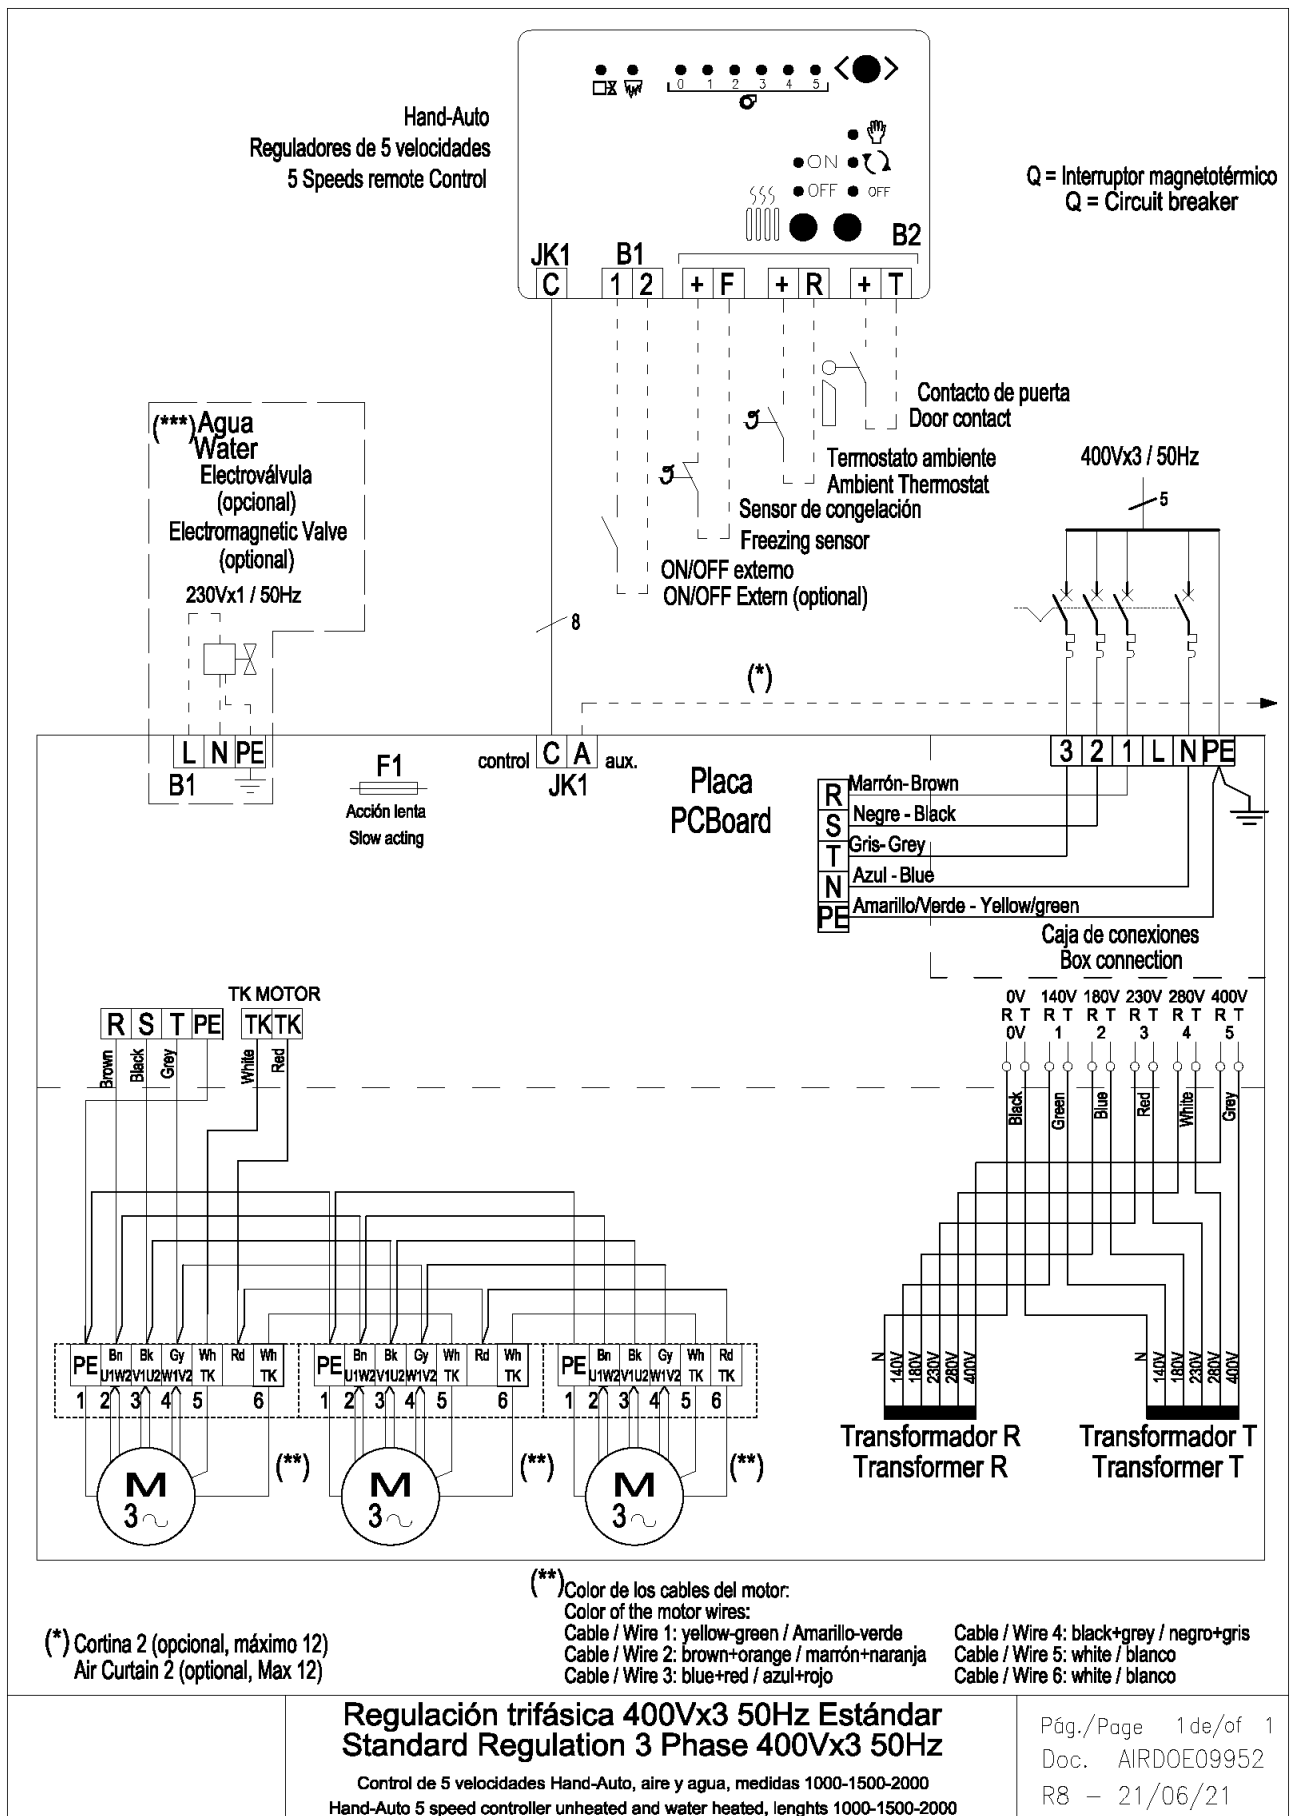 0 1 2 3 4 5
Hand-Auto
Reguladores de 5 velocidades
5 Speeds remote Control
ON
OFF OFF
Q = Interruptor magnetotérmico
Q = Circuit breaker
B2
JK1 B1
C 1 2 + F + R + T
Contacto de puerta
Door contact
(***) Agua
Water
Electroválvula
(opcional)
Electromagnetic Valve
(optional)
230Vx1 / 50Hz
Termostato ambiente
Ambient Thermostat
400Vx3 / 50Hz
5
Sensor de congelación
Freezing sensor
ON/OFF externo
ON/OFF Extern (optional)
8
(*)
L N PE
B1
F1
Acción lenta
Slow acting
control C A aux.
JK1
Placa
PCBoard
3 2 1 L N PE
R Marrón-Brown
S Negre - Black
T Gris-Grey
N Azul - Blue
PE Amarillo/Verde - Yellow/green
Caja de conexiones
Box connection
TK MOTOR
R S T PE TK TK
Brown Black Grey White Red
0V 140V 180V 230V 280V 400V
R T R T R T R T R T R T
0V 1 2 3 4 5
Black Green Blue Red White Grey
PE Bn Bk Gy Wh Rd Wh
U1W2 V1U2 W1V2 TK TK
1 2 3 4 5 6
PE Bn Bk Gy Wh Rd Wh
U1W2 V1U2 W1V2 TK TK
1 2 3 4 5 6
PE Bn Bk Gy Wh Rd
U1W2 V1U2 W1V2 TK TK
1 2 3 4 5 6
M
3
(**)
M
3
(**)
M
3
(**)
N 140V 180V 230V 280V 400V
Transformador R
Transformer R
N 140V 180V 230V 280V 400V
Transformador T
Transformer T
(*) Cortina 2 (opcional, máximo 12)
Air Curtain 2 (optional, Max 12)
(**) Color de los cables del motor:
Color of the motor wires:
Cable / Wire 1: yellow-green / Amarillo-verde
Cable / Wire 2: brown+orange / marrón+naranja
Cable / Wire 3: blue+red / azul+rojo
Cable / Wire 4: black+grey / negro+gris
Cable / Wire 5: white / blanco
Cable / Wire 6: white / blanco
Regulación trifásica 400Vx3 50Hz Estándar
Standard Regulation 3 Phase 400Vx3 50Hz
Control de 5 velocidades Hand-Auto, aire y agua, medidas 1000-1500-2000
Hand-Auto 5 speed controller unheated and water heated, lenghts 1000-1500-2000
Pág./Page 1 de/of 1
Doc. AIRDOE09952
R8 - 21/06/21